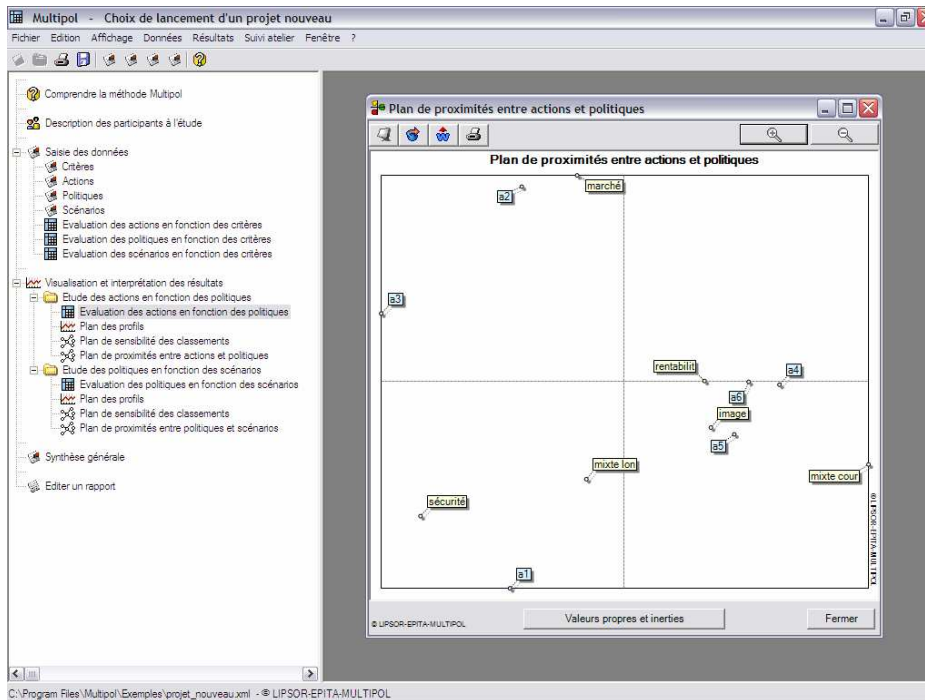 Multipol - Choix de lancement d'un projet nouveau
Fichier Edition Affichage Données Résultats Suivi atelier Fenêtre ?
Comprendre la méthode Multipol
Description des participants à l'étude
Saisie des données
Critères
Actions
Politiques
Scénarios
Evaluation des actions en fonction des critères
Evaluation des politiques en fonction des critères
Evaluation des scénarios en fonction des critères
Visualisation et interprétation des résultats
Etude des actions en fonction des politiques
Evaluation des actions en fonction des politiques
Plan des profils
Plan de sensibilité des classements
Plan de proximités entre actions et politiques
Etude des politiques en fonction des scénarios
Evaluation des politiques en fonction des scénarios
Plan des profils
Plan de sensibilité des classements
Plan de proximités entre politiques et scénarios
Synthèse générale
Editer un rapport
Plan de proximités entre actions et politiques
Plan de proximités entre actions et politiques
marché
a2
a3
rentabilit
a4
a6
image
a5
mixte lon
mixte cour
sécurité
a1
© LIPSOR-EPITA-MULTIPOL
© LIPSOR-EPITA-MULTIPOL
Valeurs propres et inerties
Fermer
C:\Program Files\Multipol\Exemples\projet_nouveau.xml - © LIPSOR-EPITA-MULTIPOL